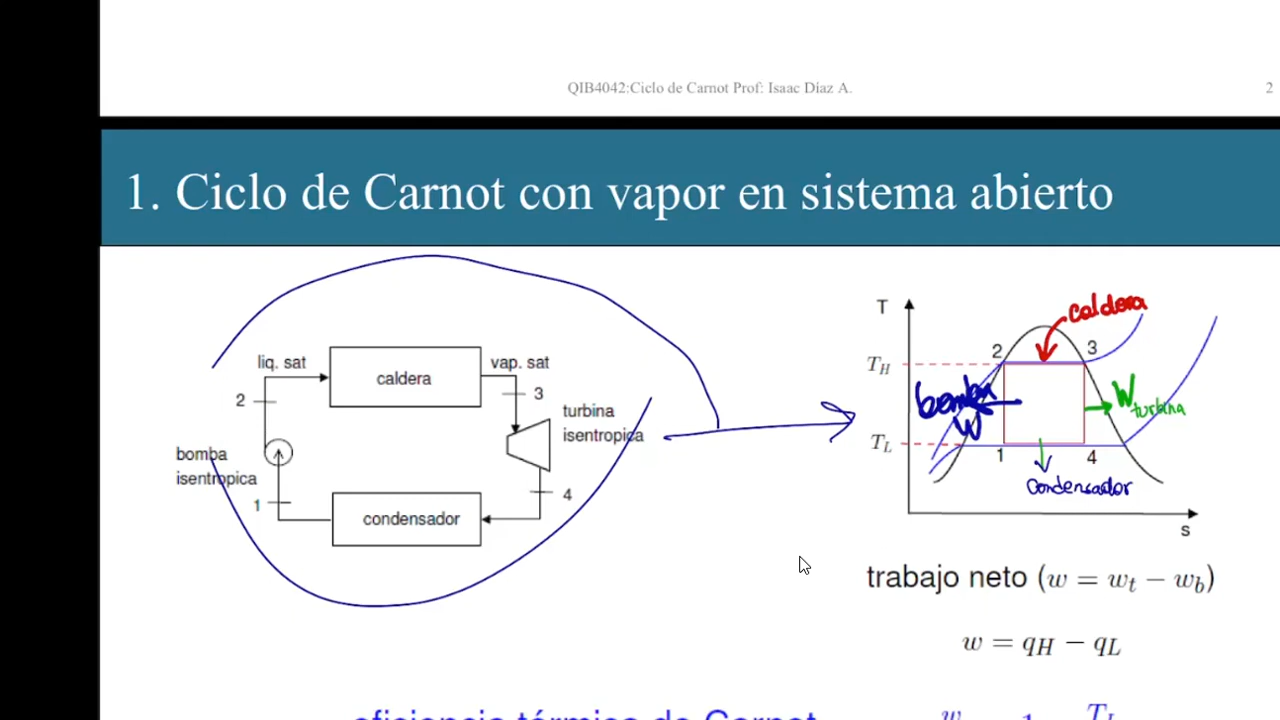 QIB4042:Ciclo de Carnot Prof: Isaac Díaz A.
2
1. Ciclo de Carnot con vapor en sistema abierto
liq. sat
caldera
vap. sat
2
3
turbina
isentropica
bomba
isentropica
1
4
condensador
T
caldera
2
3
T_H
bomba
W
W turbina
T_L
1
4
condensador
s
trabajo neto (w = w_t − w_b)
w = q_H − q_L